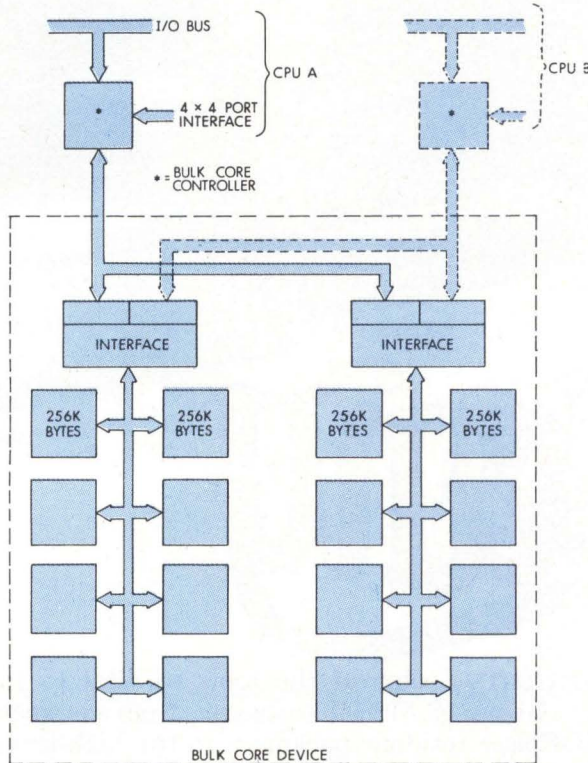 I/O BUS
CPU A
CPU B
*
4 × 4 PORT
INTERFACE
*
* = BULK CORE
CONTROLLER
INTERFACE
INTERFACE
256K
BYTES
256K
BYTES
256K
BYTES
256K
BYTES
BULK CORE DEVICE